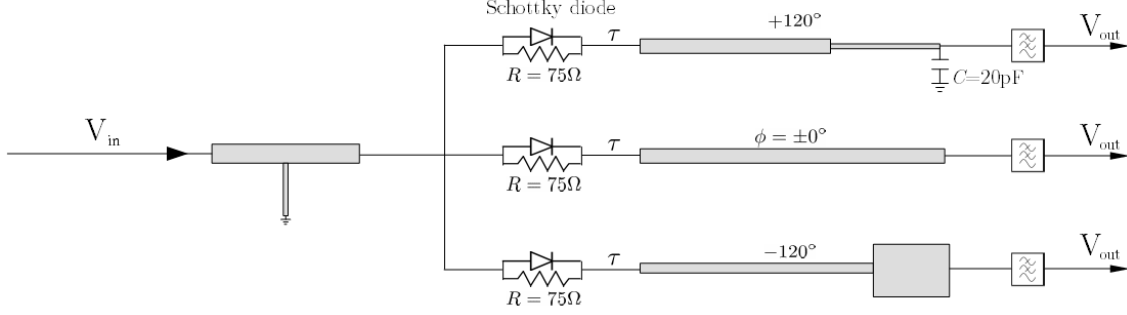 Schottky diode
τ
+120°
V_out
R = 75Ω
C=20pF
V_in
τ
ϕ = ±0°
V_out
R = 75Ω
τ
−120°
V_out
R = 75Ω